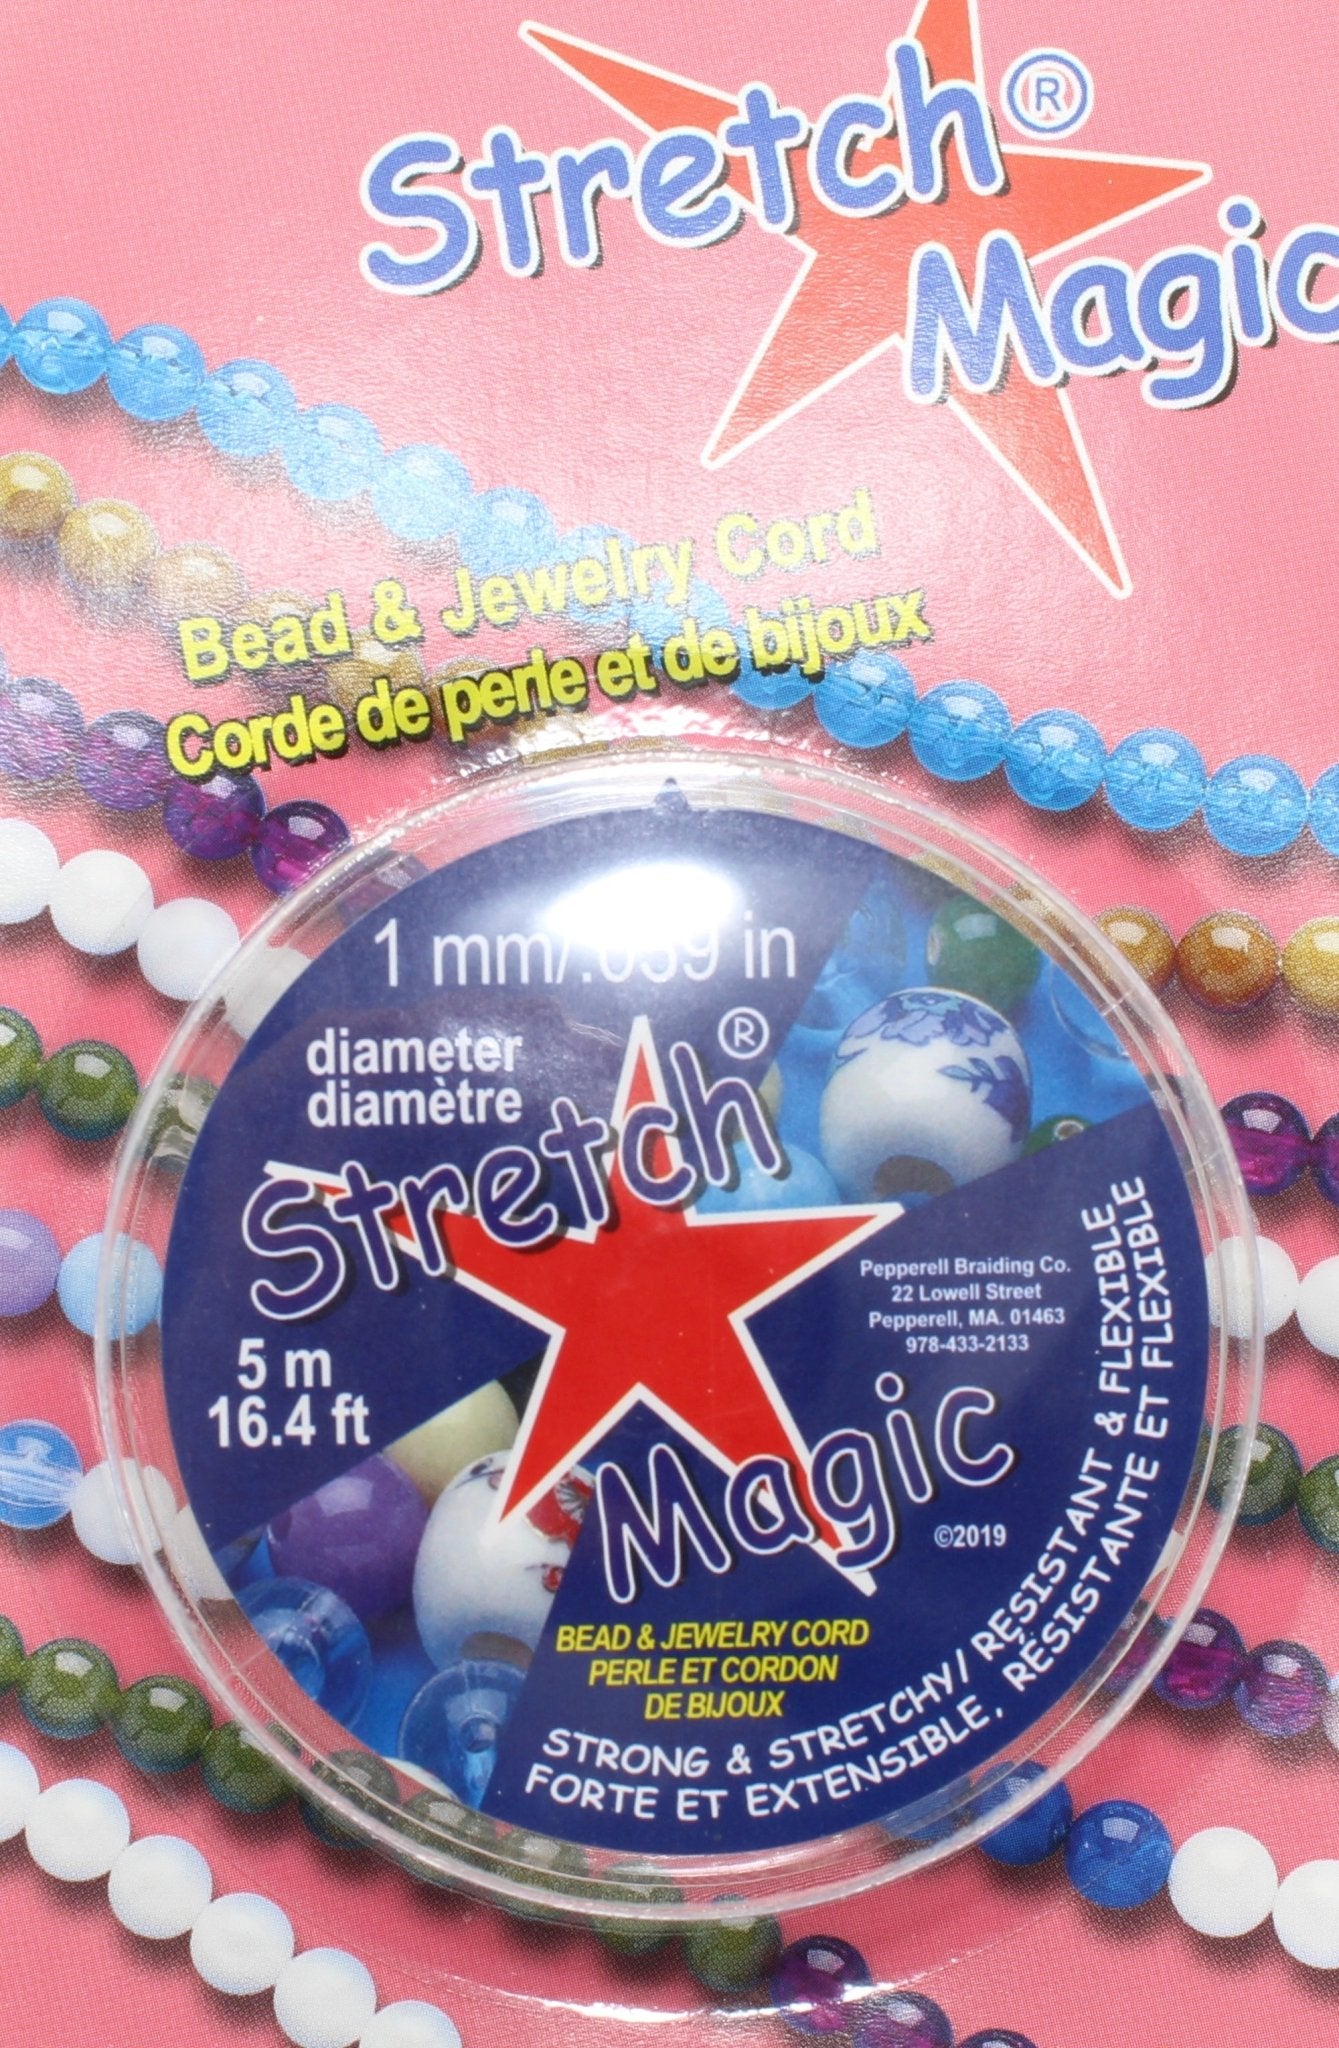 Stretch®
Magic
Bead & Jewelry Cord
Corde de perle et de bijoux
1 mm/.039 in
diameter
diamètre
Stretch®
Magic
5 m
16.4 ft
Pepperell Braiding Co.
22 Lowell Street
Pepperell, MA. 01463
978-433-2133
©2019
BEAD & JEWELRY CORD
PERLE ET CORDON
DE BIJOUX
STRONG & STRETCHY/ RESISTANT & FLEXIBLE
FORTE ET EXTENSIBLE, RÉSISTANTE ET FLEXIBLE